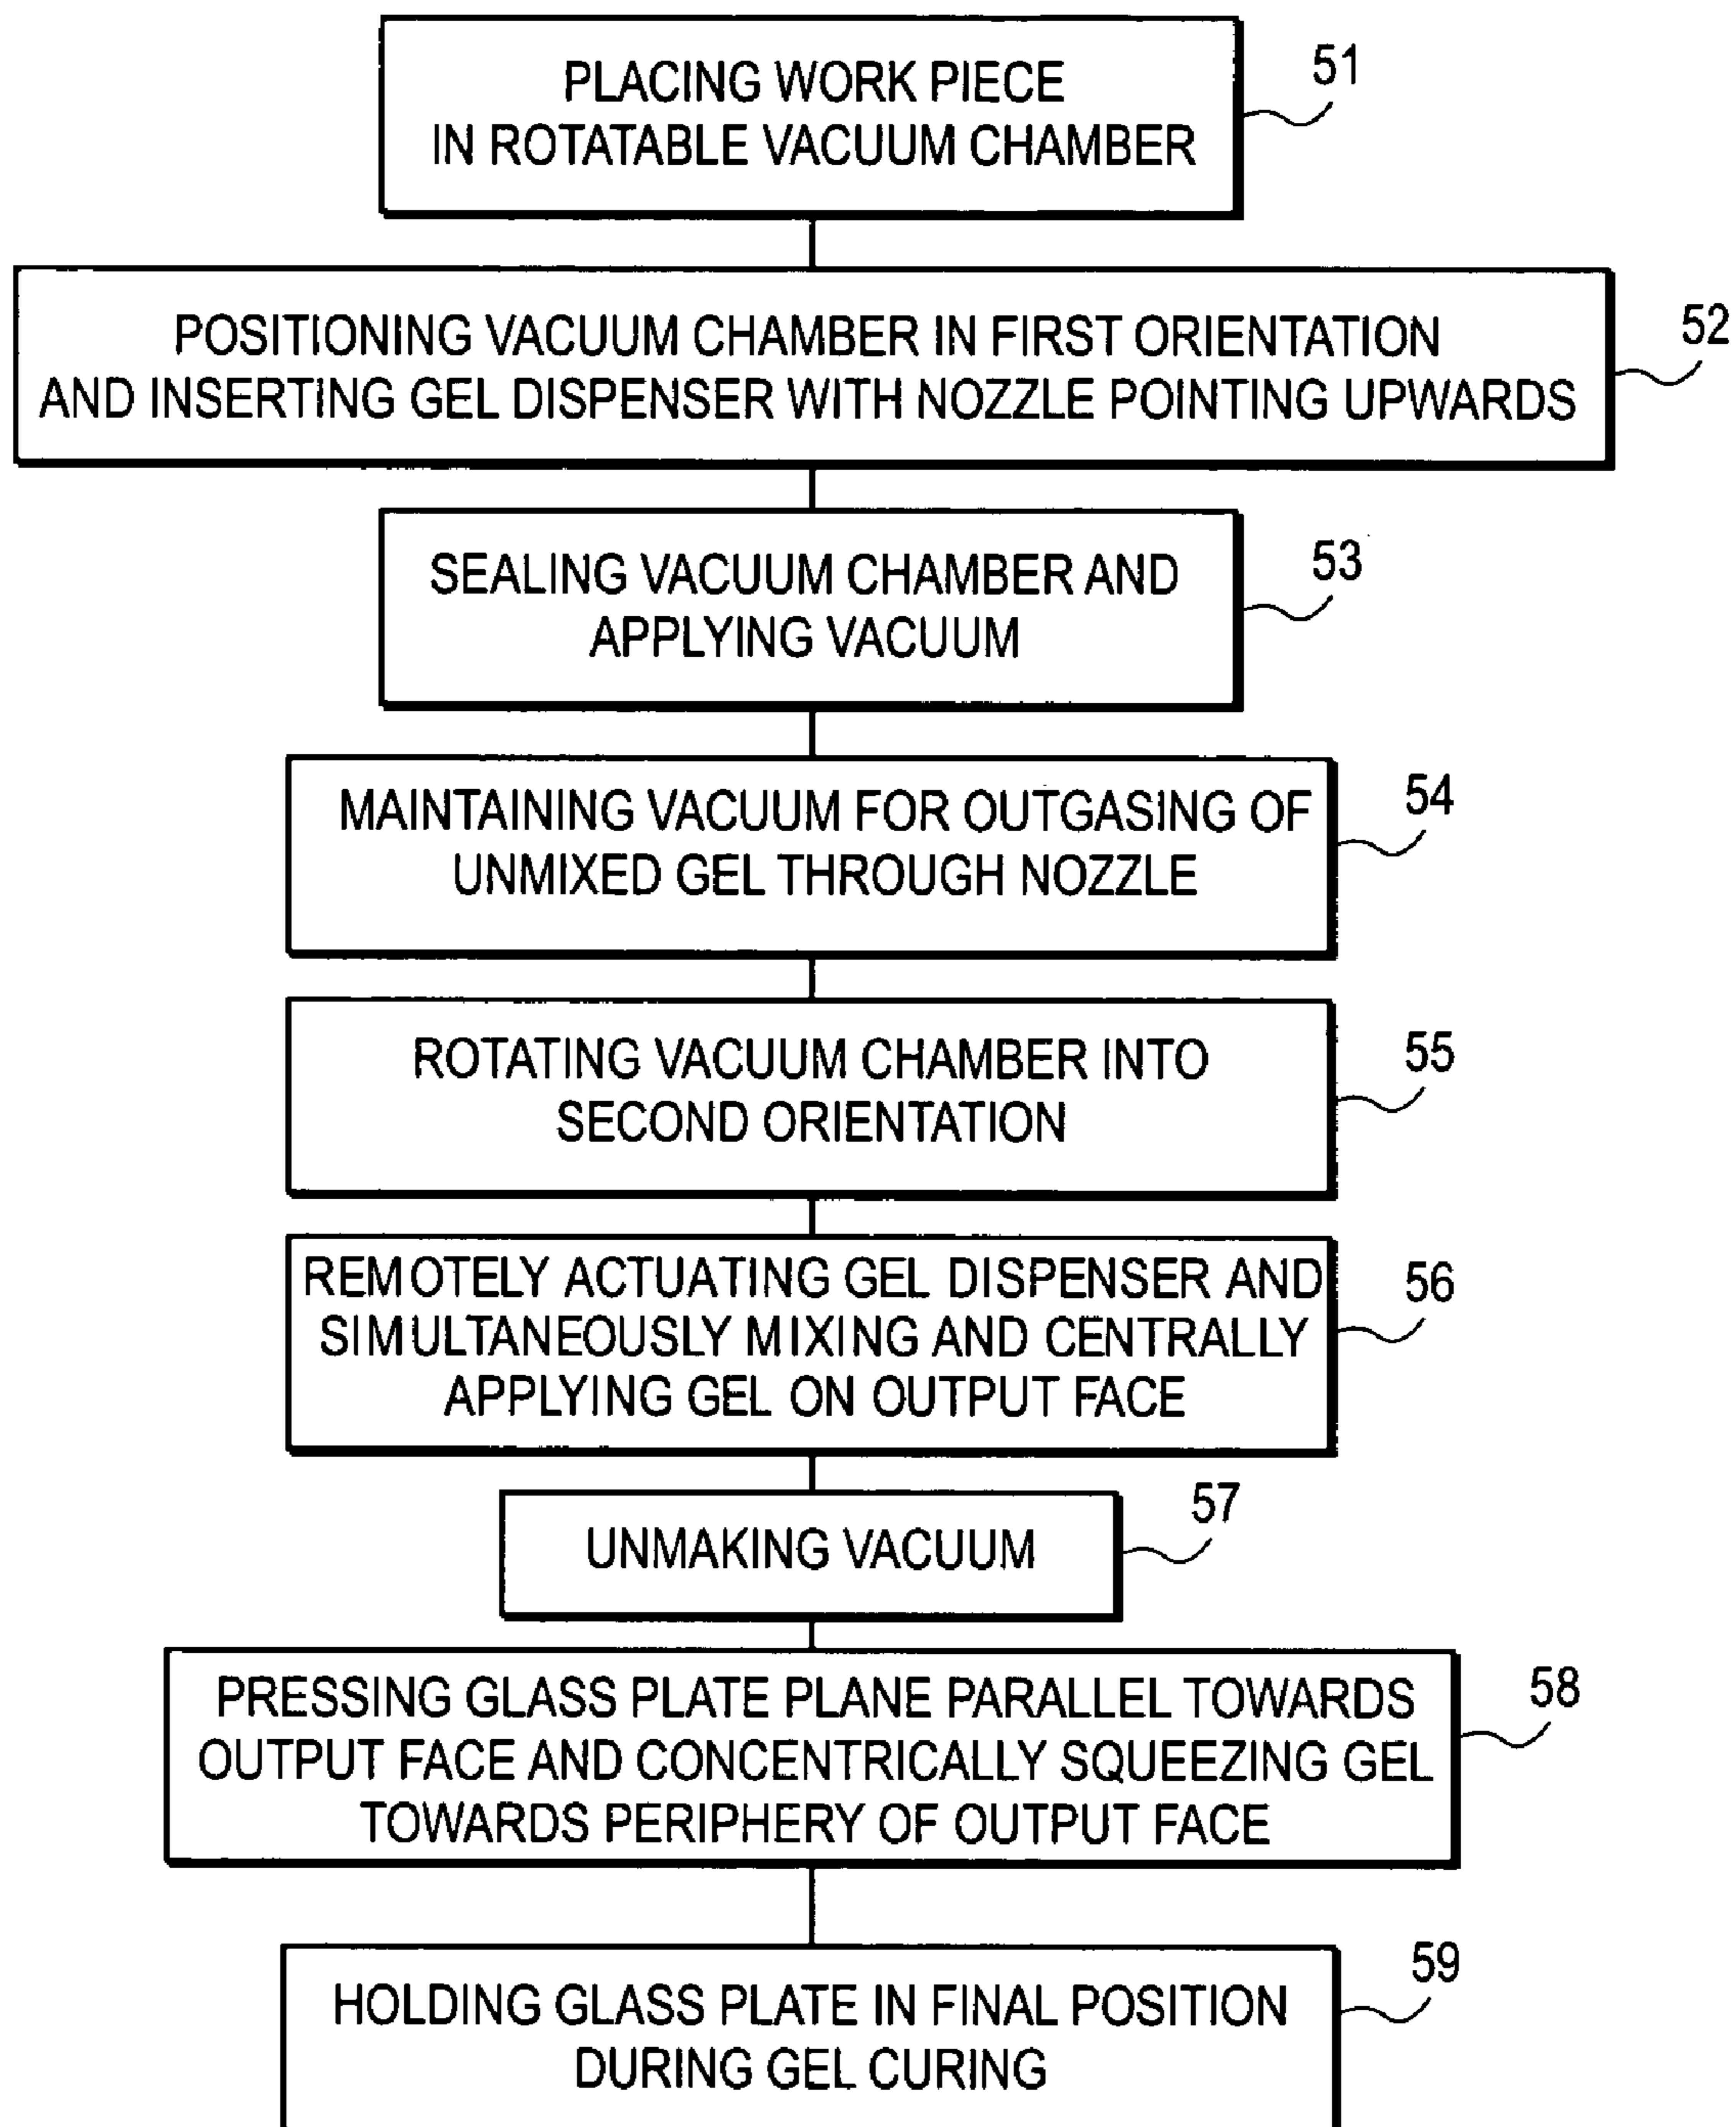 PLACING WORK PIECE
IN ROTATABLE VACUUM CHAMBER
51
POSITIONING VACUUM CHAMBER IN FIRST ORIENTATION
AND INSERTING GEL DISPENSER WITH NOZZLE POINTING UPWARDS
52
SEALING VACUUM CHAMBER AND
APPLYING VACUUM
53
MAINTAINING VACUUM FOR OUTGASING OF
UNMIXED GEL THROUGH NOZZLE
54
ROTATING VACUUM CHAMBER INTO
SECOND ORIENTATION
55
REMOTELY ACTUATING GEL DISPENSER AND
SIMULTANEOUSLY MIXING AND CENTRALLY
APPLYING GEL ON OUTPUT FACE
56
UNMAKING VACUUM
57
PRESSING GLASS PLATE PLANE PARALLEL TOWARDS
OUTPUT FACE AND CONCENTRICALLY SQUEEZING GEL
TOWARDS PERIPHERY OF OUTPUT FACE
58
HOLDING GLASS PLATE IN FINAL POSITION
DURING GEL CURING
59